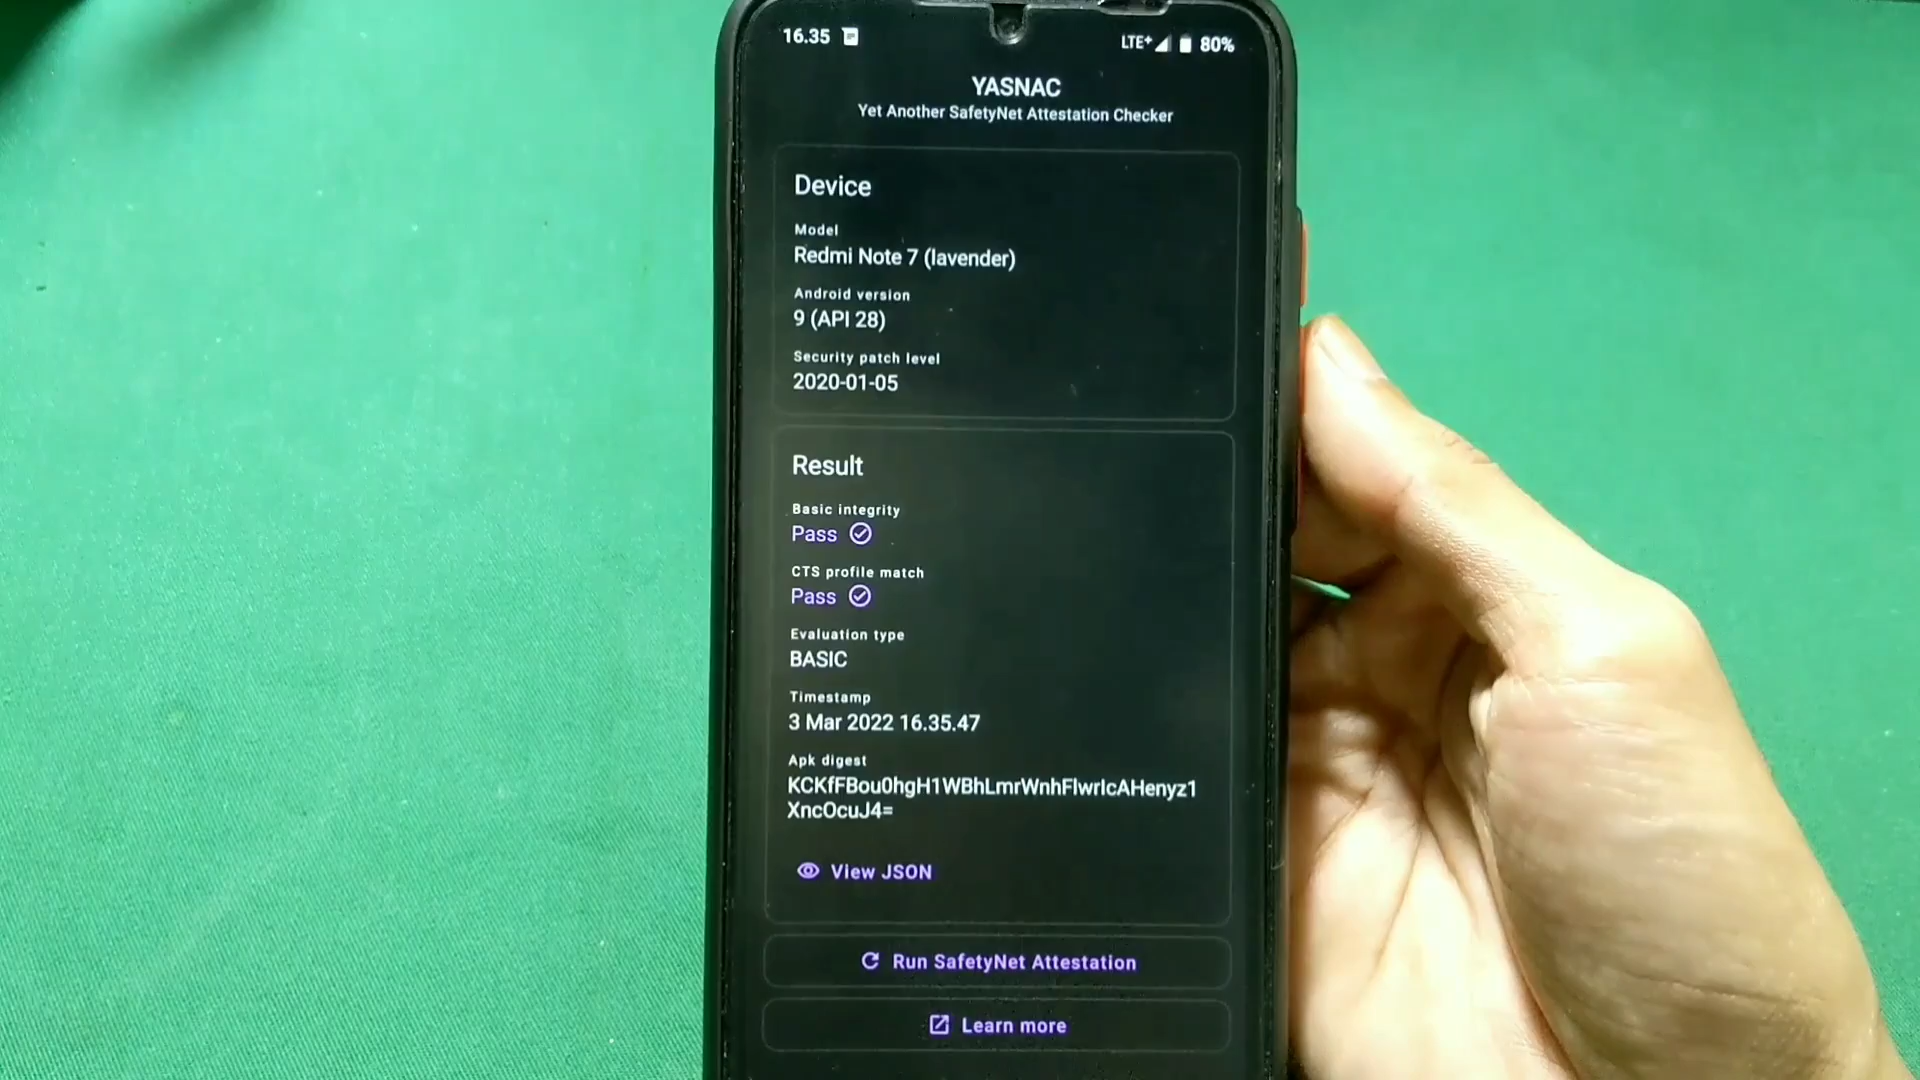 16.35
LTE+ 80%
YASNAC
Yet Another SafetyNet Attestation Checker
Device
Model
Redmi Note 7 (lavender)
Android version
9 (API 28)
Security patch level
2020-01-05
Result
Basic integrity
Pass
CTS profile match
Pass
Evaluation type
BASIC
Timestamp
3 Mar 2022 16.35.47
Apk digest
KCKfFBou0hgH1WBhLmrWnhFlwrIcAHenyz1
XncOcuJ4=
View JSON
Run SafetyNet Attestation
Learn more